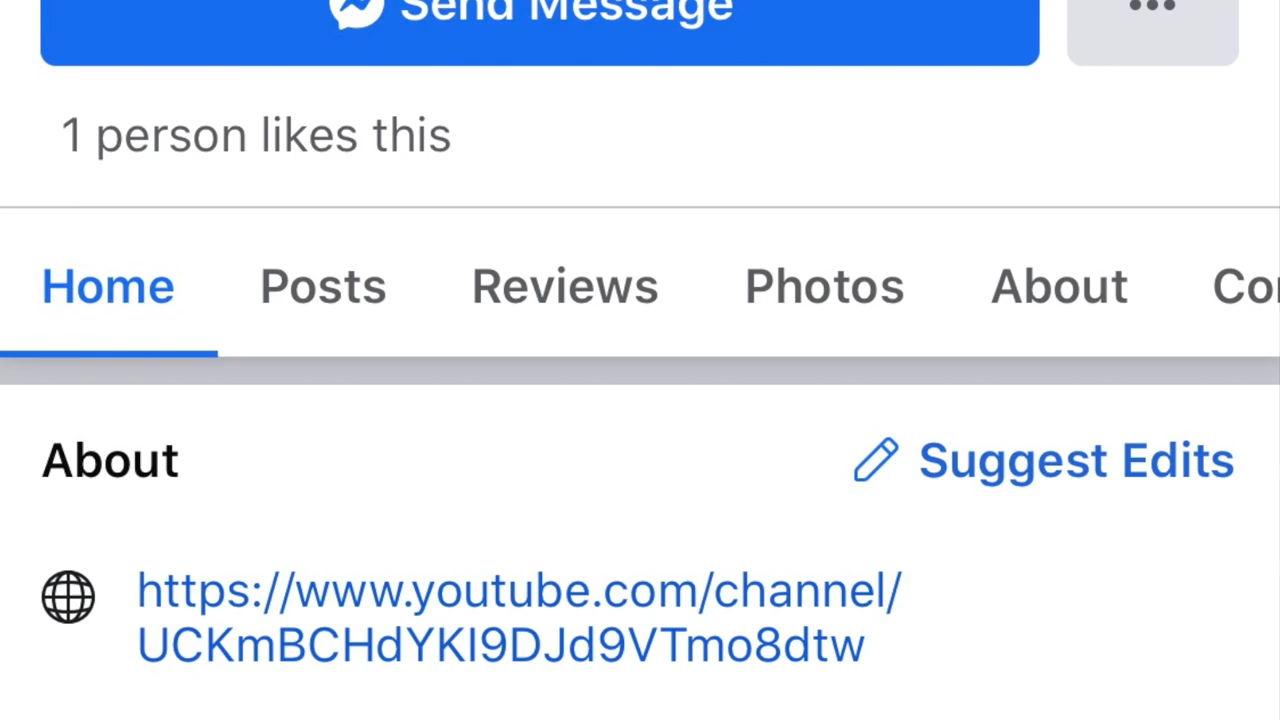 Send Message
1 person likes this
Home Posts Reviews Photos About
About
Suggest Edits
https://www.youtube.com/channel/
UCKmBCHdYKI9DJd9VTmo8dtw